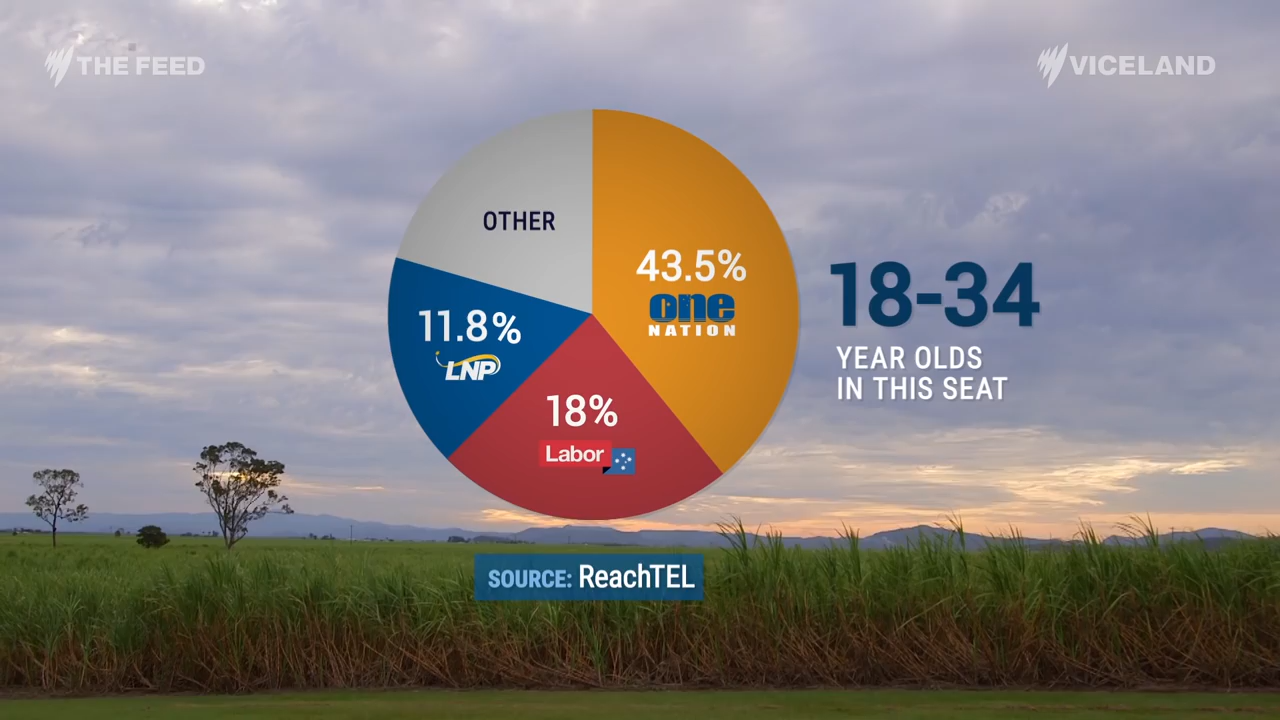 THE FEED
VICELAND
OTHER
43.5%
one
NATION
11.8%
LNP
18%
Labor
18-34
YEAR OLDS
IN THIS SEAT
SOURCE: ReachTEL